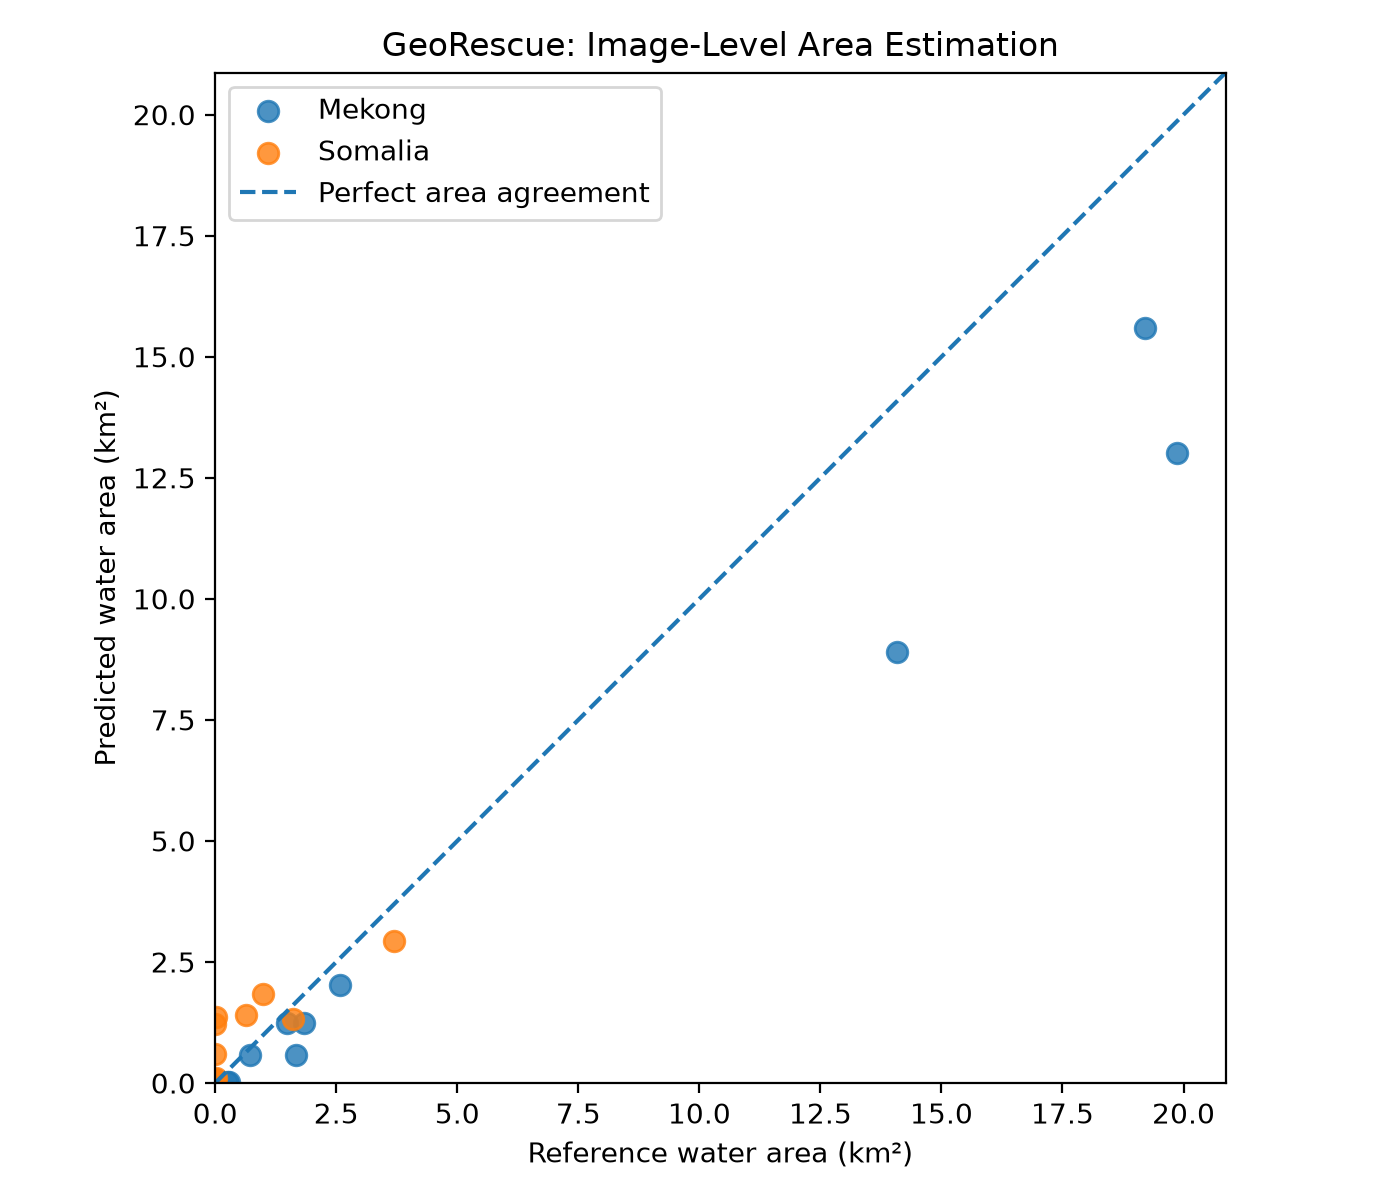 GeoRescue: Image-Level Area Estimation
Mekong
Somalia
Perfect area agreement
20.0
17.5
15.0
12.5
10.0
7.5
5.0
2.5
0.0
Predicted water area (km²)
0.0 2.5 5.0 7.5 10.0 12.5 15.0 17.5 20.0
Reference water area (km²)